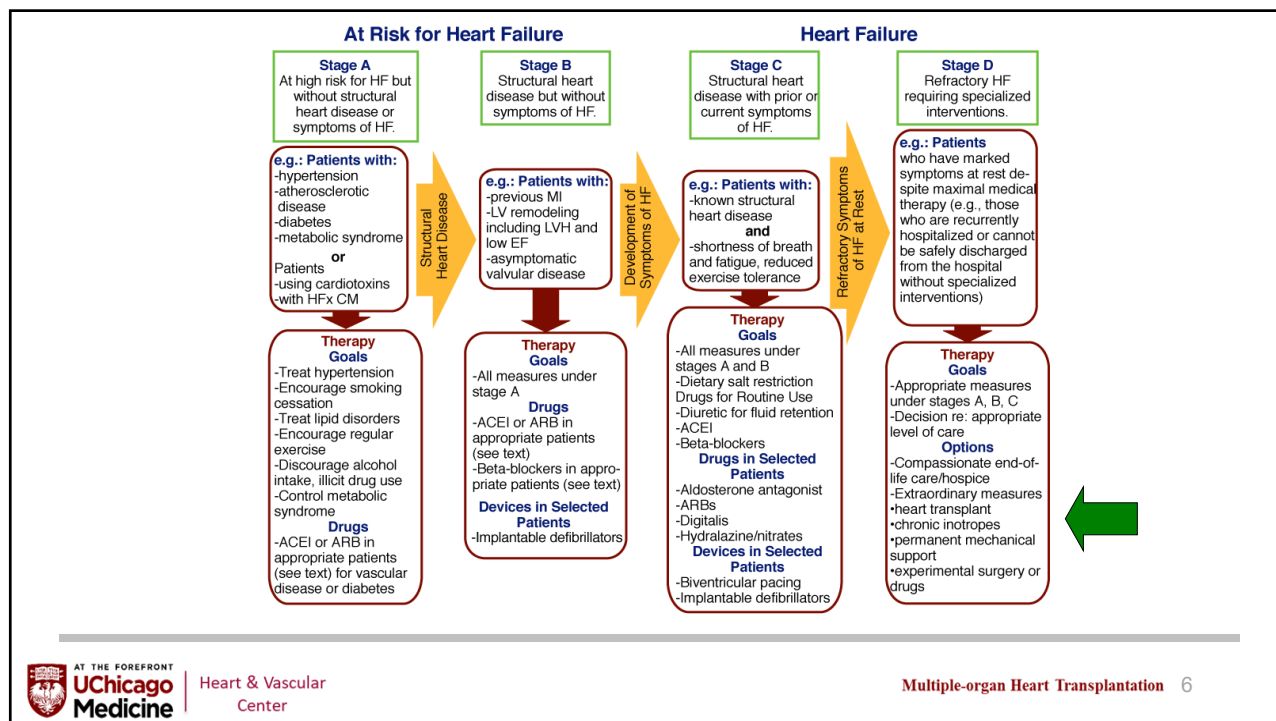 At Risk for Heart Failure
Heart Failure
Stage A
At high risk for HF but
without structural
heart disease or
symptoms of HF.
Stage B
Structural heart
disease but without
symptoms of HF.
Stage C
Structural heart
disease with prior or
current symptoms
of HF.
Stage D
Refractory HF
requiring specialized
interventions.
e.g.: Patients with:
-hypertension
-atherosclerotic
disease
-diabetes
-metabolic syndrome
or
Patients
-using cardiotoxins
-with HFx CM
Structural
Heart Disease
e.g.: Patients with:
-previous MI
-LV remodeling
including LVH and
low EF
-asymptomatic
valvular disease
Development of
Symptoms of HF
e.g.: Patients with:
-known structural
heart disease
and
-shortness of breath
and fatigue, reduced
exercise tolerance
Refractory Symptoms
of HF at Rest
e.g.: Patients
who have marked
symptoms at rest de-
spite maximal medical
therapy (e.g., those
who are recurrently
hospitalized or cannot
be safely discharged
from the hospital
without specialized
interventions)
Therapy
Goals
-Treat hypertension
-Encourage smoking
cessation
-Treat lipid disorders
-Encourage regular
exercise
-Discourage alcohol
intake, illicit drug use
-Control metabolic
syndrome
Drugs
-ACEI or ARB in
appropriate patients
(see text) for vascular
disease or diabetes
Therapy
Goals
-All measures under
stage A
Drugs
-ACEI or ARB in
appropriate patients
(see text)
-Beta-blockers in appro-
priate patients (see text)
Devices in Selected
Patients
-Implantable defibrillators
Therapy
Goals
-All measures under
stages A and B
-Dietary salt restriction
Drugs for Routine Use
-Diuretic for fluid retention
-ACEI
-Beta-blockers
Drugs in Selected
Patients
-Aldosterone antagonist
-ARBs
-Digitalis
-Hydralazine/nitrates
Devices in Selected
Patients
-Biventricular pacing
-Implantable defibrillators
Therapy
Goals
-Appropriate measures
under stages A, B, C
-Decision re: appropriate
level of care
Options
-Compassionate end-of-
life care/hospice
-Extraordinary measures
•heart transplant
•chronic inotropes
•permanent mechanical
support
•experimental surgery or
drugs
AT THE FOREFRONT
UChicago
Medicine
Heart & Vascular
Center
Multiple-organ Heart Transplantation 6